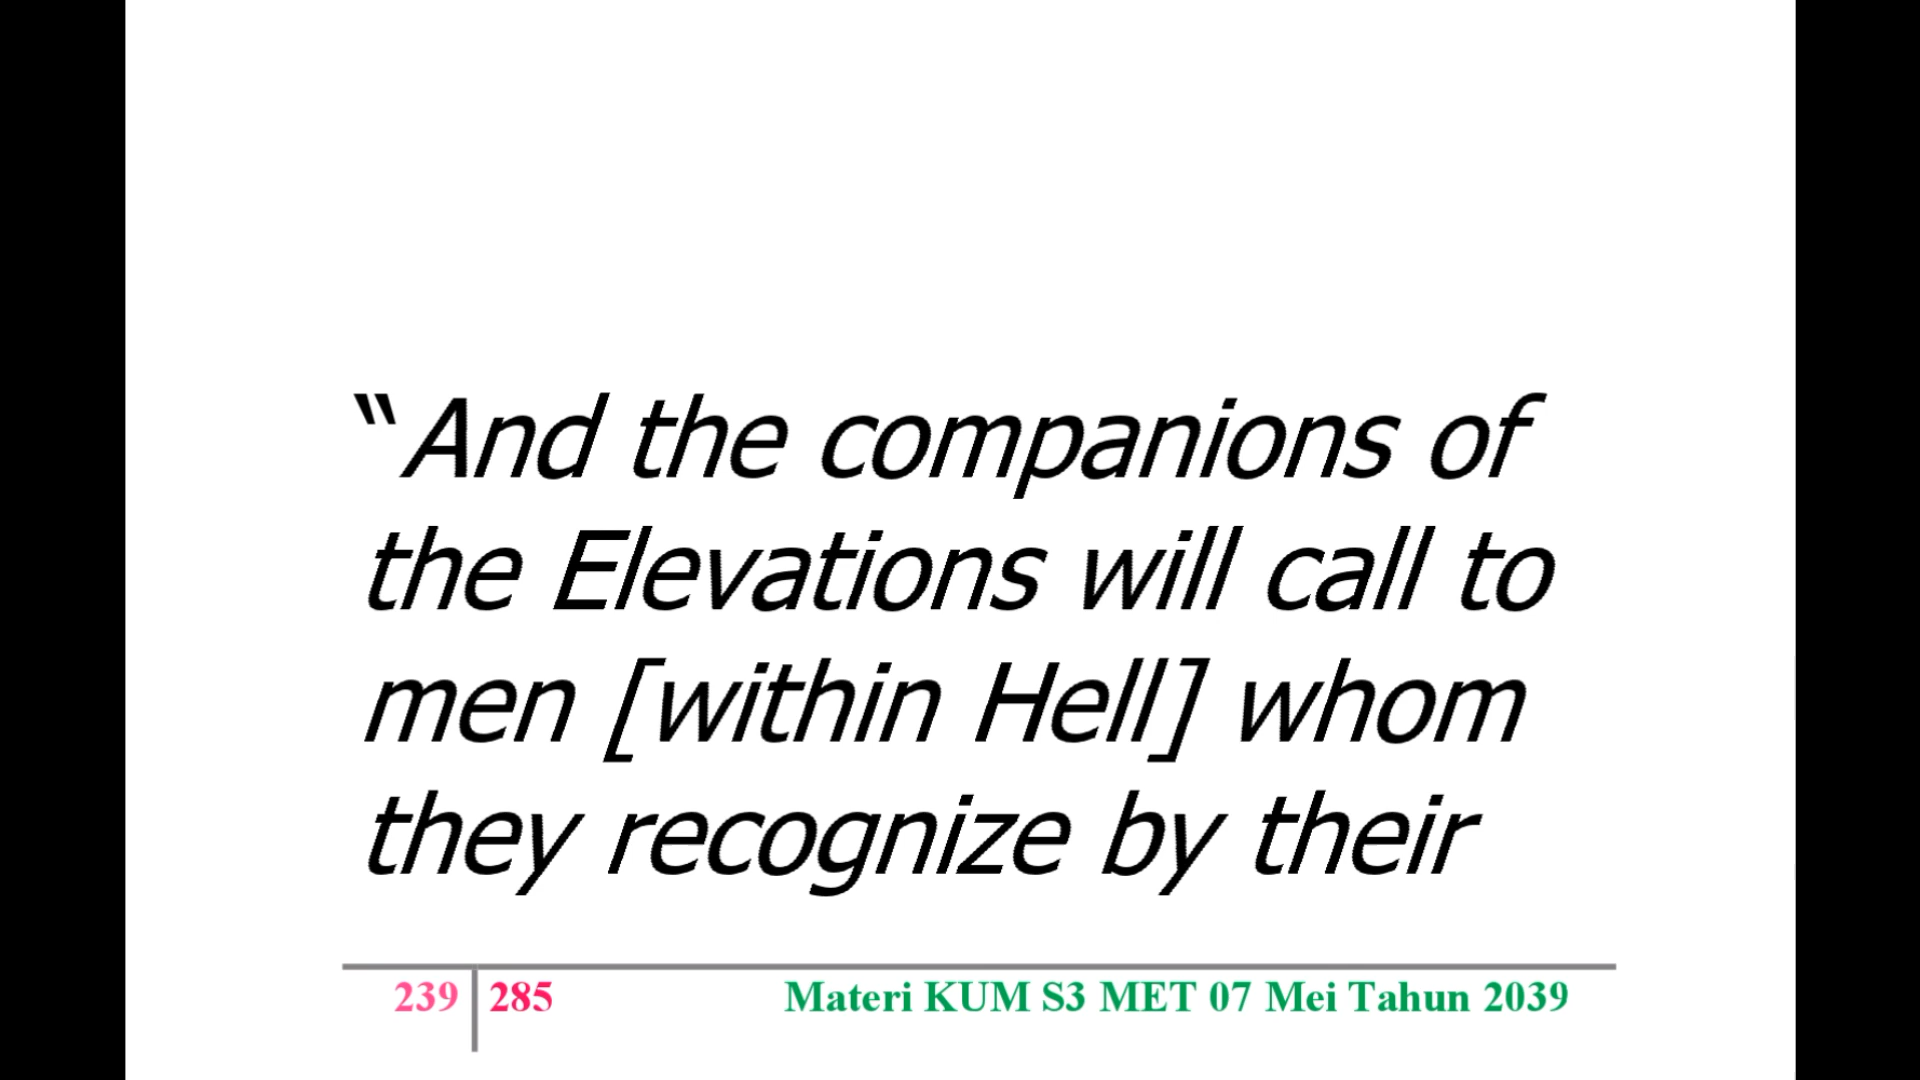 “And the companions of
the Elevations will call to
men [within Hell] whom
they recognize by their
239 285 Materi KUM S3 MET 07 Mei Tahun 2039